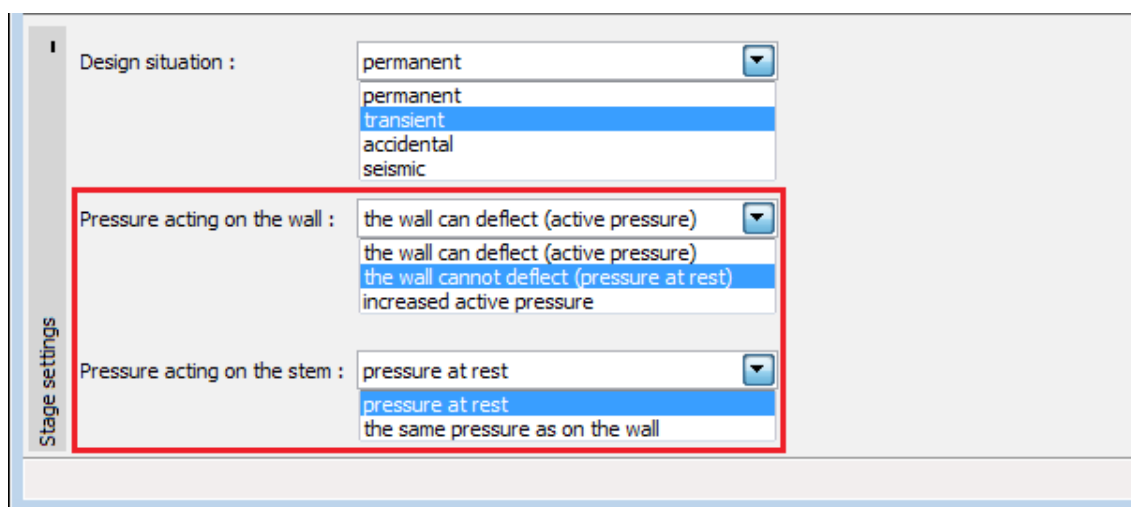 Design situation : permanent
permanent
transient
accidental
seismic
Pressure acting on the wall : the wall can deflect (active pressure)
the wall can deflect (active pressure)
the wall cannot deflect (pressure at rest)
increased active pressure
Pressure acting on the stem : pressure at rest
pressure at rest
the same pressure as on the wall
Stage settings